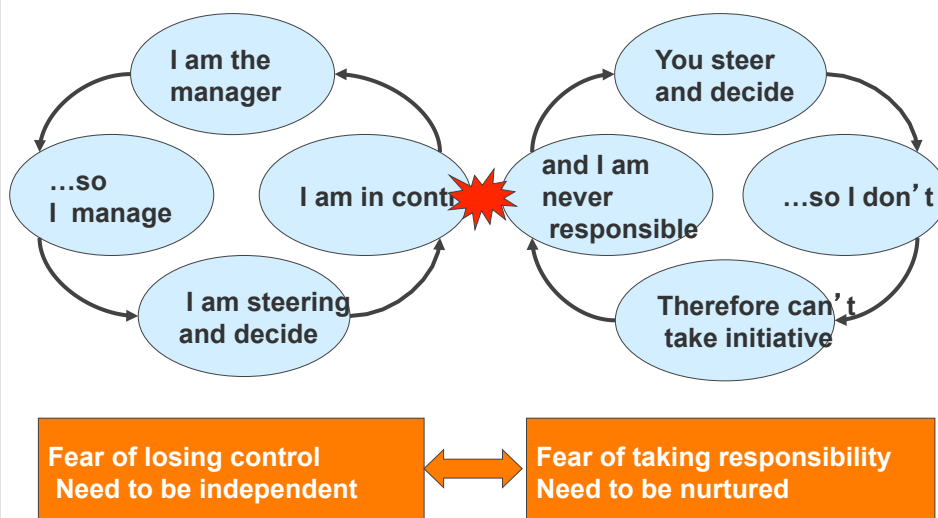 I am the
manager
...so
I manage
I am steering
and decide
I am in contr
You steer
and decide
...so I don't
Therefore can't
take initiative
and I am
never
responsible
Fear of losing control
Need to be independent
Fear of taking responsibility
Need to be nurtured